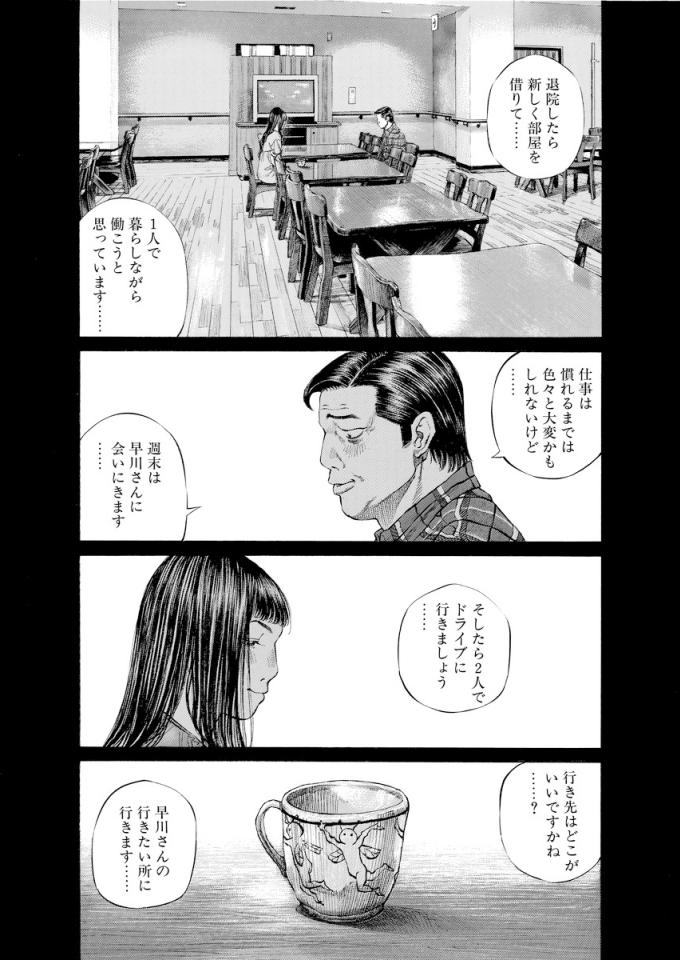 退院したら
新しく部屋を
借りて……
1人で
暮らしながら
働こうと
思っています……
仕事は
慣れるまでは
色々と大変かも
しれないけど
……
週末は
早川さんに
会いにきます
……
そしたら2人で
ドライブに
行きましょう
……
行き先はどこが
いいですかね
……?
早川さんの
行きたい所に
行きます……